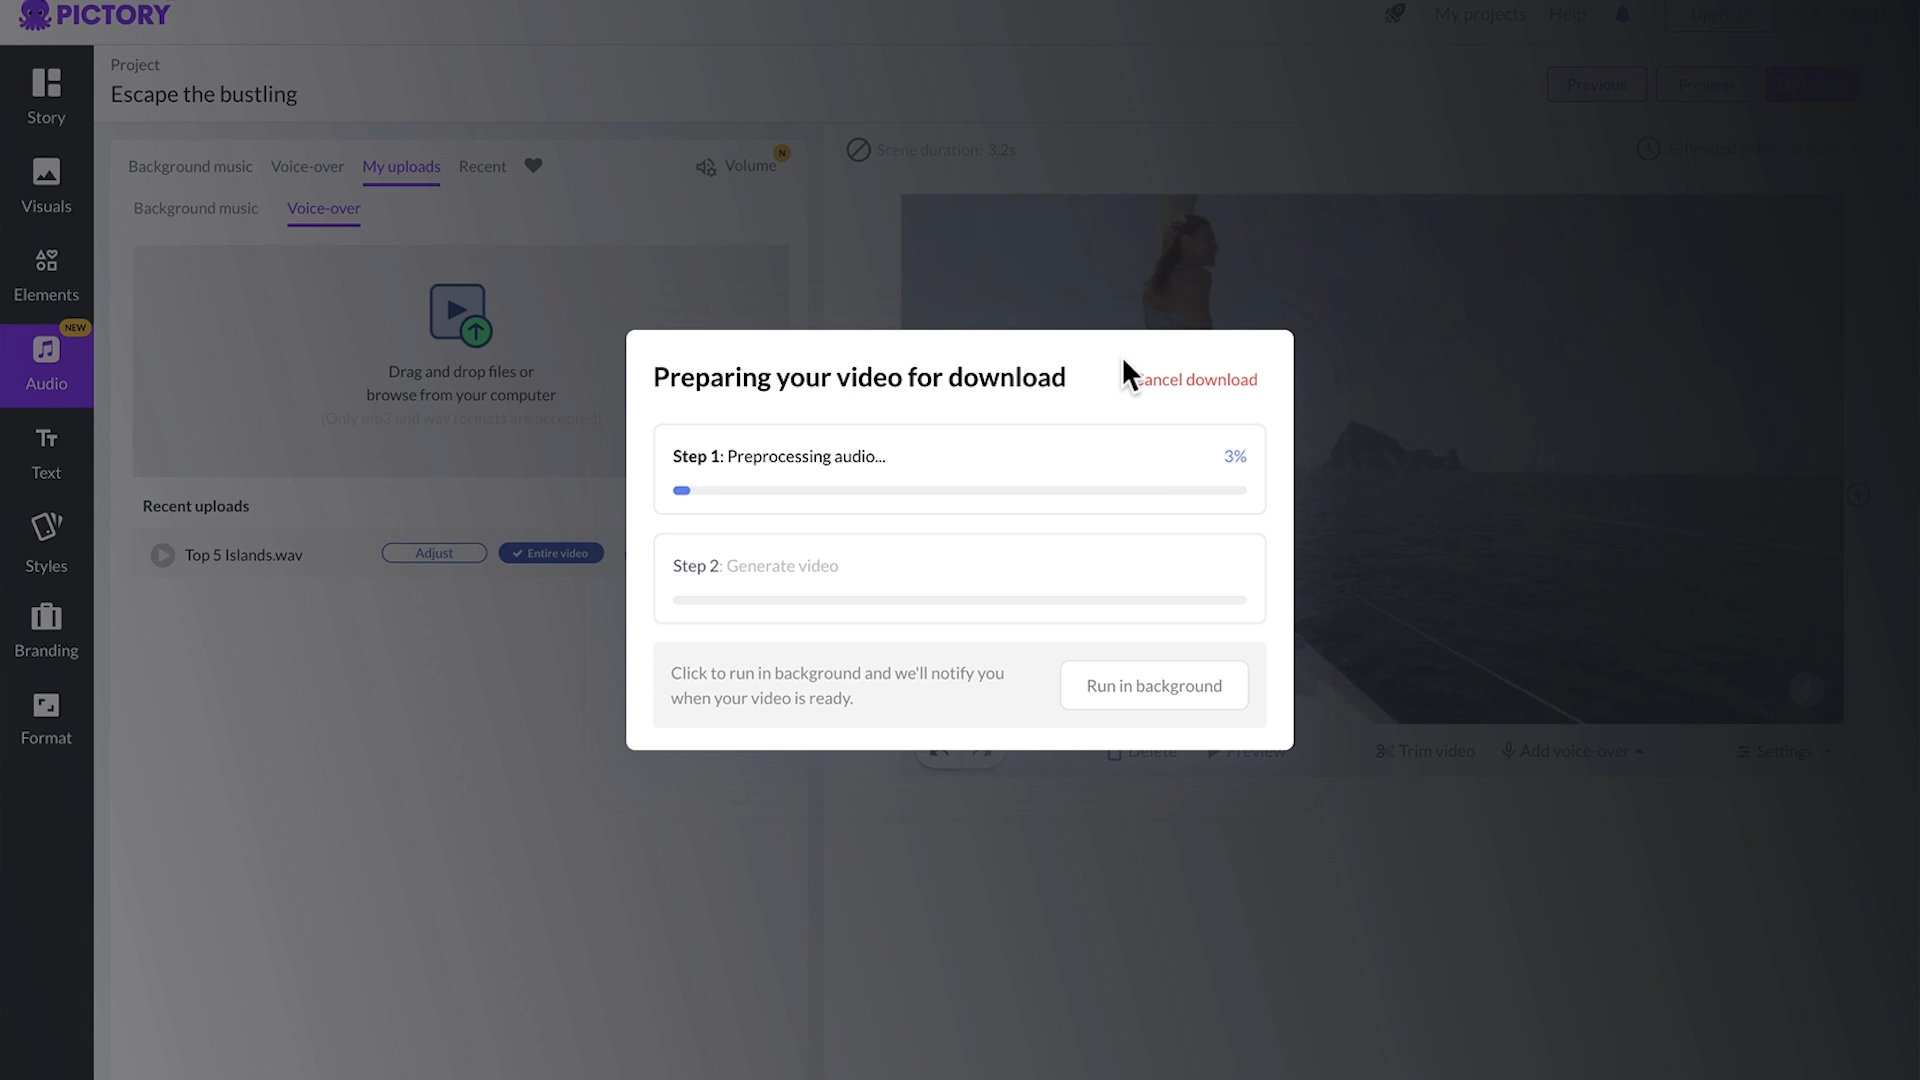 PICTORY
My projects
Help
Upgrade
Project
Escape the bustling
Previous
Preview
Download
Story
Visuals
Elements
NEW
Audio
Text
Styles
Branding
Format
Background music
Voice-over
My uploads
Recent
Volume
N
Background music
Voice-over
Drag and drop files or
browse from your computer
(Only mp3 and wav formats are accepted)
Recent uploads
Top 5 Islands.wav
Adjust
Entire video
Scene duration: 3.2s
Preparing your video for download
ancel download
Step 1: Preprocessing audio...
3%
Step 2: Generate video
Click to run in background and we'll notify you
when your video is ready.
Run in background
Delete
Preview
Trim video
Add voice-over
Settings